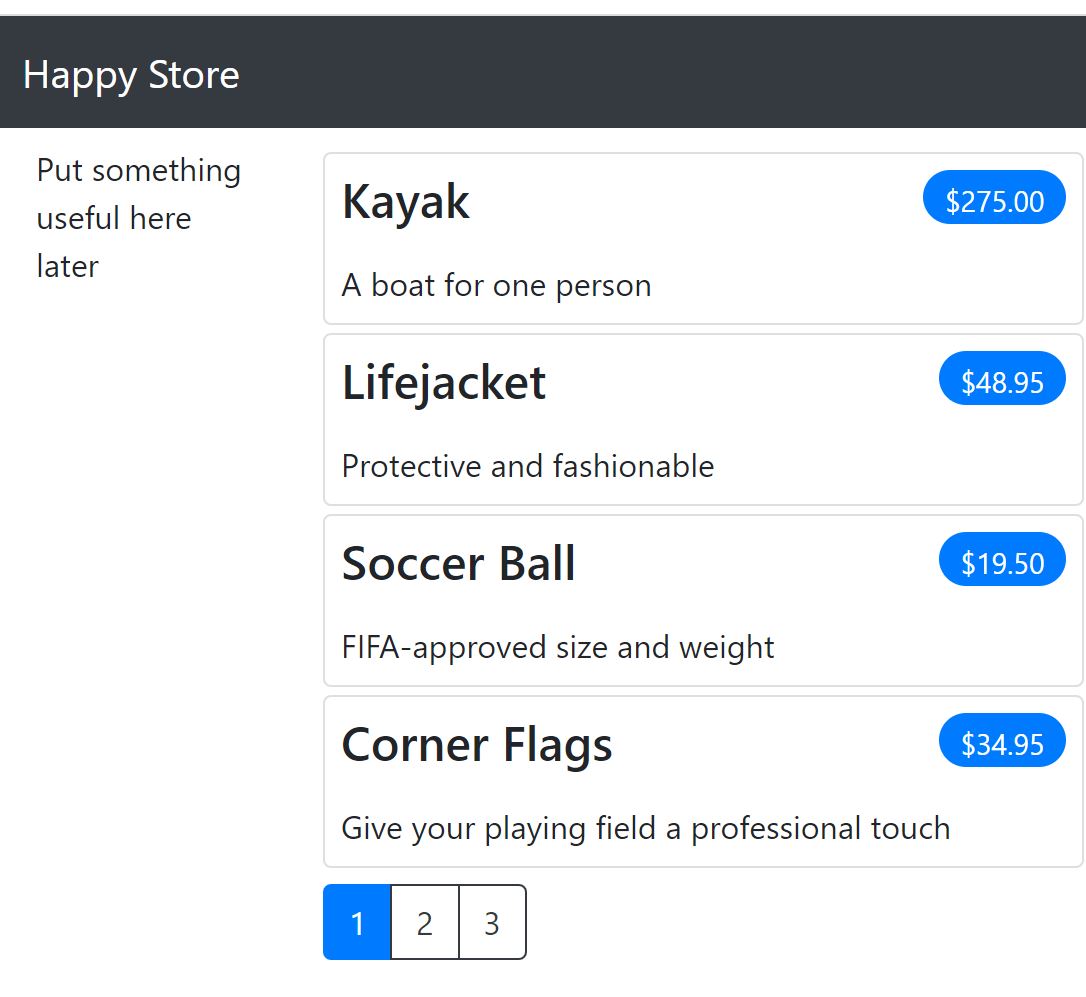 Happy Store
Put something
useful here
later
Kayak
$275.00
A boat for one person
Lifejacket
$48.95
Protective and fashionable
Soccer Ball
$19.50
FIFA-approved size and weight
Corner Flags
$34.95
Give your playing field a professional touch
1 2 3